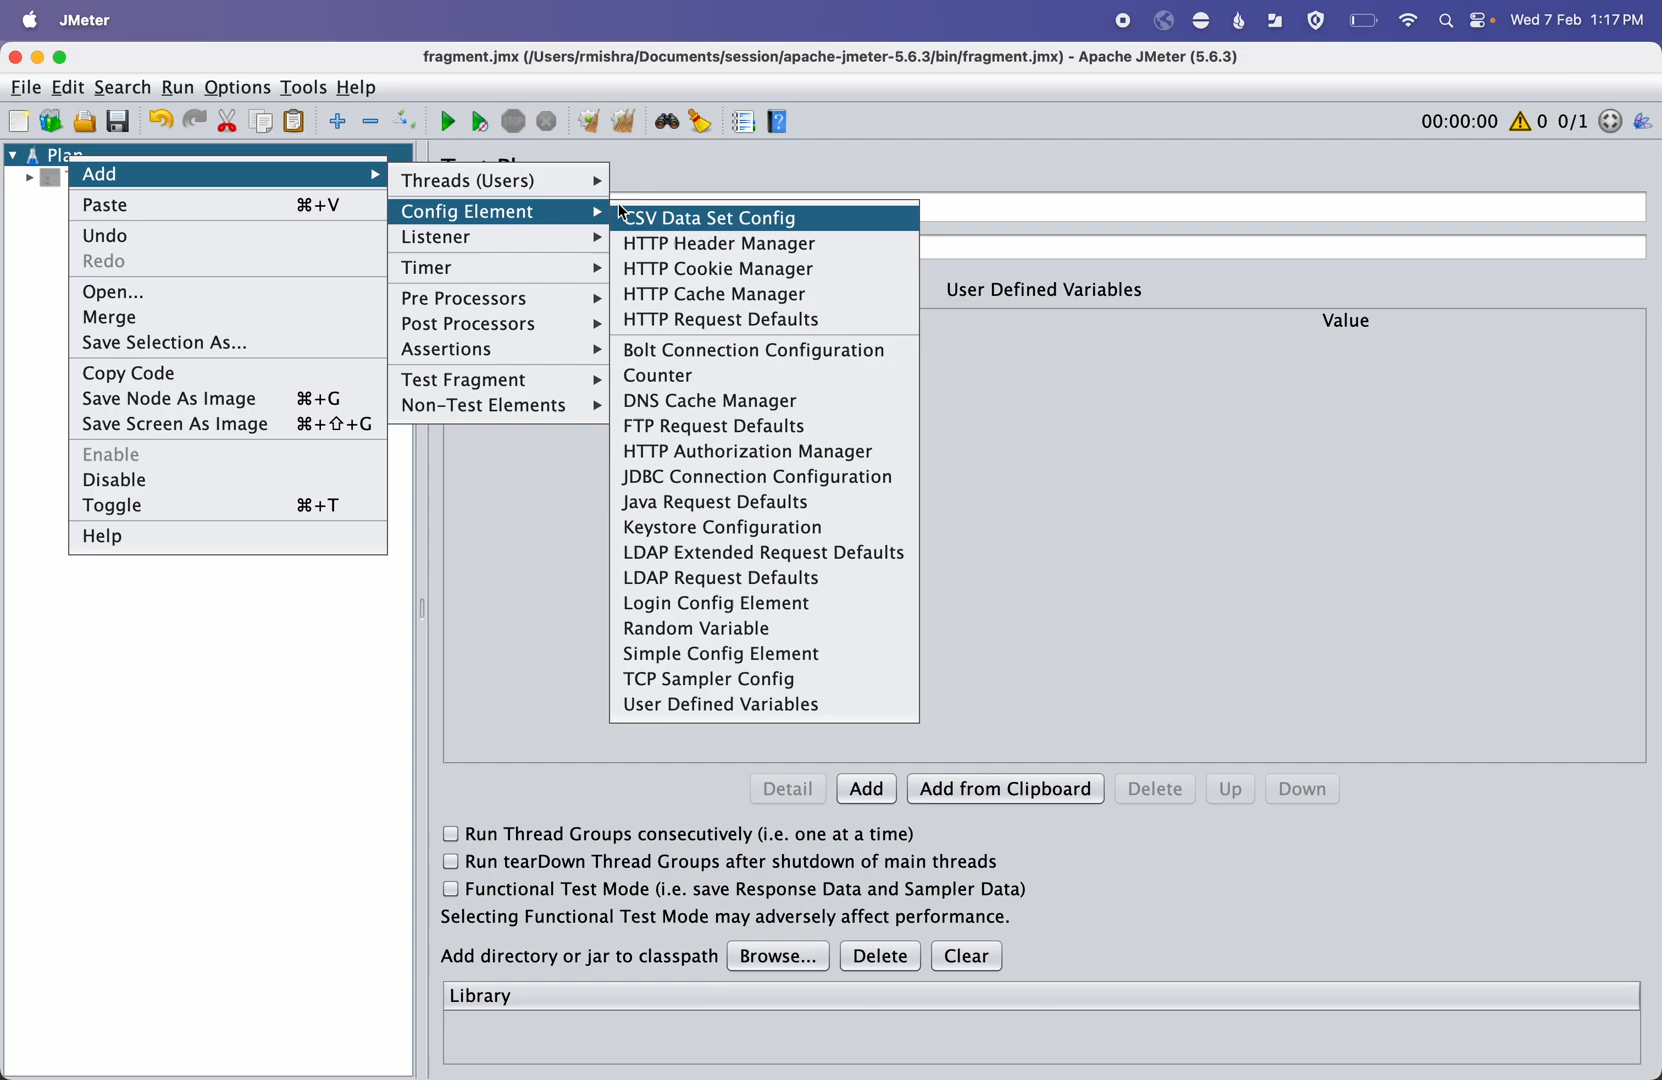 JMeter
Wed 7 Feb 1:17 PM
fragment.jmx (/Users/rmishra/Documents/session/apache-jmeter-5.6.3/bin/fragment.jmx) - Apache JMeter (5.6.3)
File Edit Search Run Options Tools Help
00:00:00 0 0/1
Plan
Add
Paste ⌘+V
Undo
Redo
Open...
Merge
Save Selection As...
Copy Code
Save Node As Image ⌘+G
Save Screen As Image ⌘+⇧+G
Enable
Disable
Toggle ⌘+T
Help
Threads (Users)
Config Element
Listener
Timer
Pre Processors
Post Processors
Assertions
Test Fragment
Non-Test Elements
CSV Data Set Config
HTTP Header Manager
HTTP Cookie Manager
HTTP Cache Manager
HTTP Request Defaults
Bolt Connection Configuration
Counter
DNS Cache Manager
FTP Request Defaults
HTTP Authorization Manager
JDBC Connection Configuration
Java Request Defaults
Keystore Configuration
LDAP Extended Request Defaults
LDAP Request Defaults
Login Config Element
Random Variable
Simple Config Element
TCP Sampler Config
User Defined Variables
User Defined Variables
Value
Detail Add Add from Clipboard Delete Up Down
Run Thread Groups consecutively (i.e. one at a time)
Run tearDown Thread Groups after shutdown of main threads
Functional Test Mode (i.e. save Response Data and Sampler Data)
Selecting Functional Test Mode may adversely affect performance.
Add directory or jar to classpath Browse... Delete Clear
Library